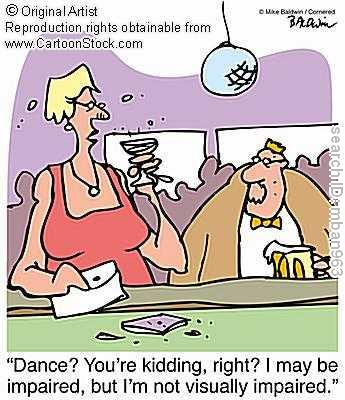 © Original Artist
Reproduction rights obtainable from
www.CartoonStock.com
© Mike Baldwin / Cornered
BALDWIN
search ID: mban963
“Dance? You’re kidding, right? I may be
impaired, but I’m not visually impaired.”